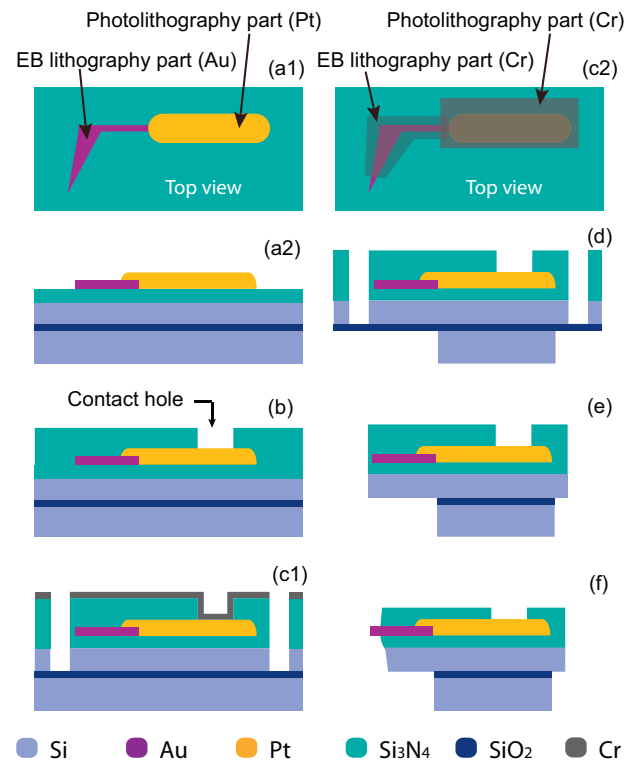 Photolithography part (Pt)
EB lithography part (Au)
(a1)
Top view
Photolithography part (Cr)
EB lithography part (Cr)
(c2)
Top view
(a2)
(d)
Contact hole
(b)
(e)
(c1)
(f)
Si
Au
Pt
Si₃N₄
SiO₂
Cr